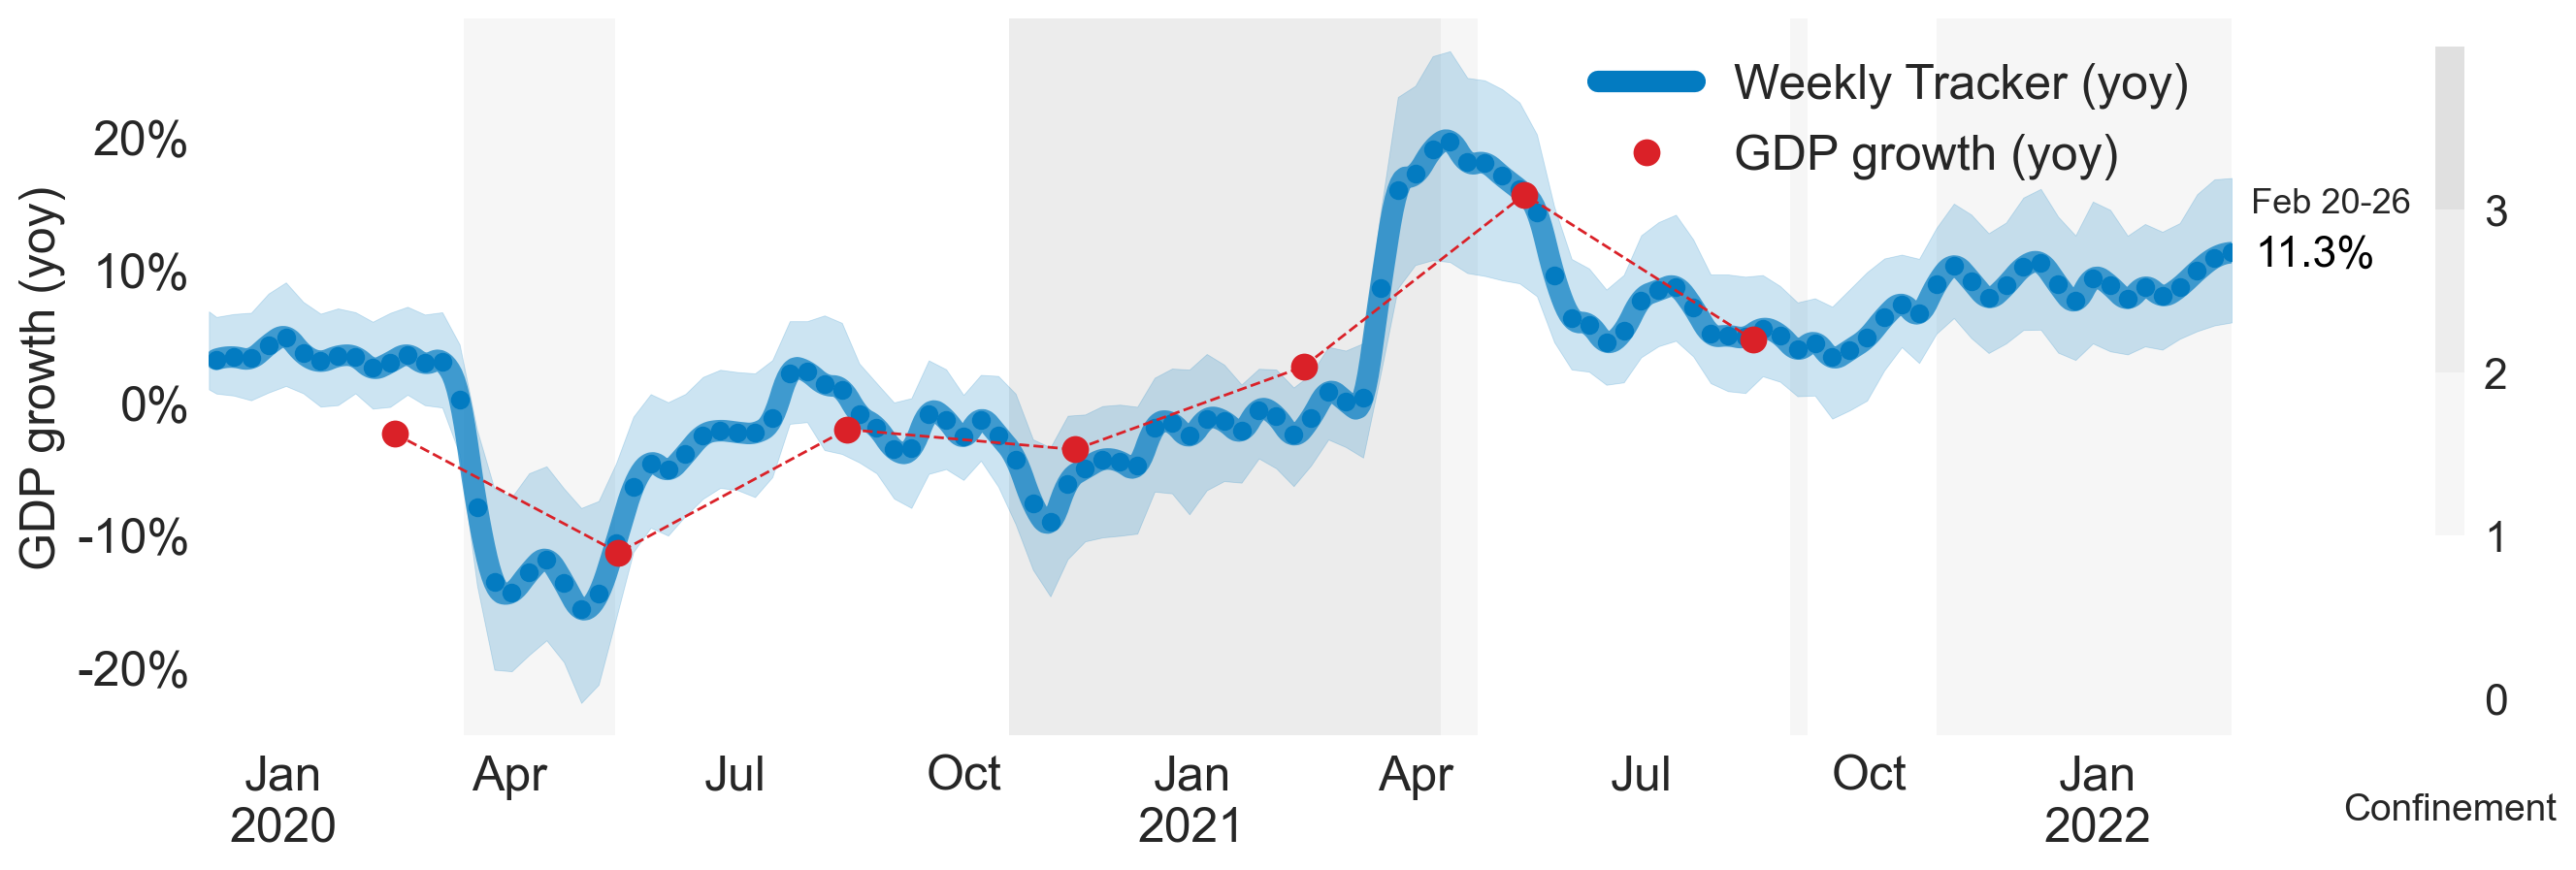 Weekly Tracker (yoy)
GDP growth (yoy)
GDP growth (yoy)
20%
10%
0%
-10%
-20%
Feb 20-26
11.3%
3
2
1
0
Jan
2020
Apr
Jul
Oct
Jan
2021
Apr
Jul
Oct
Jan
2022
Confinement